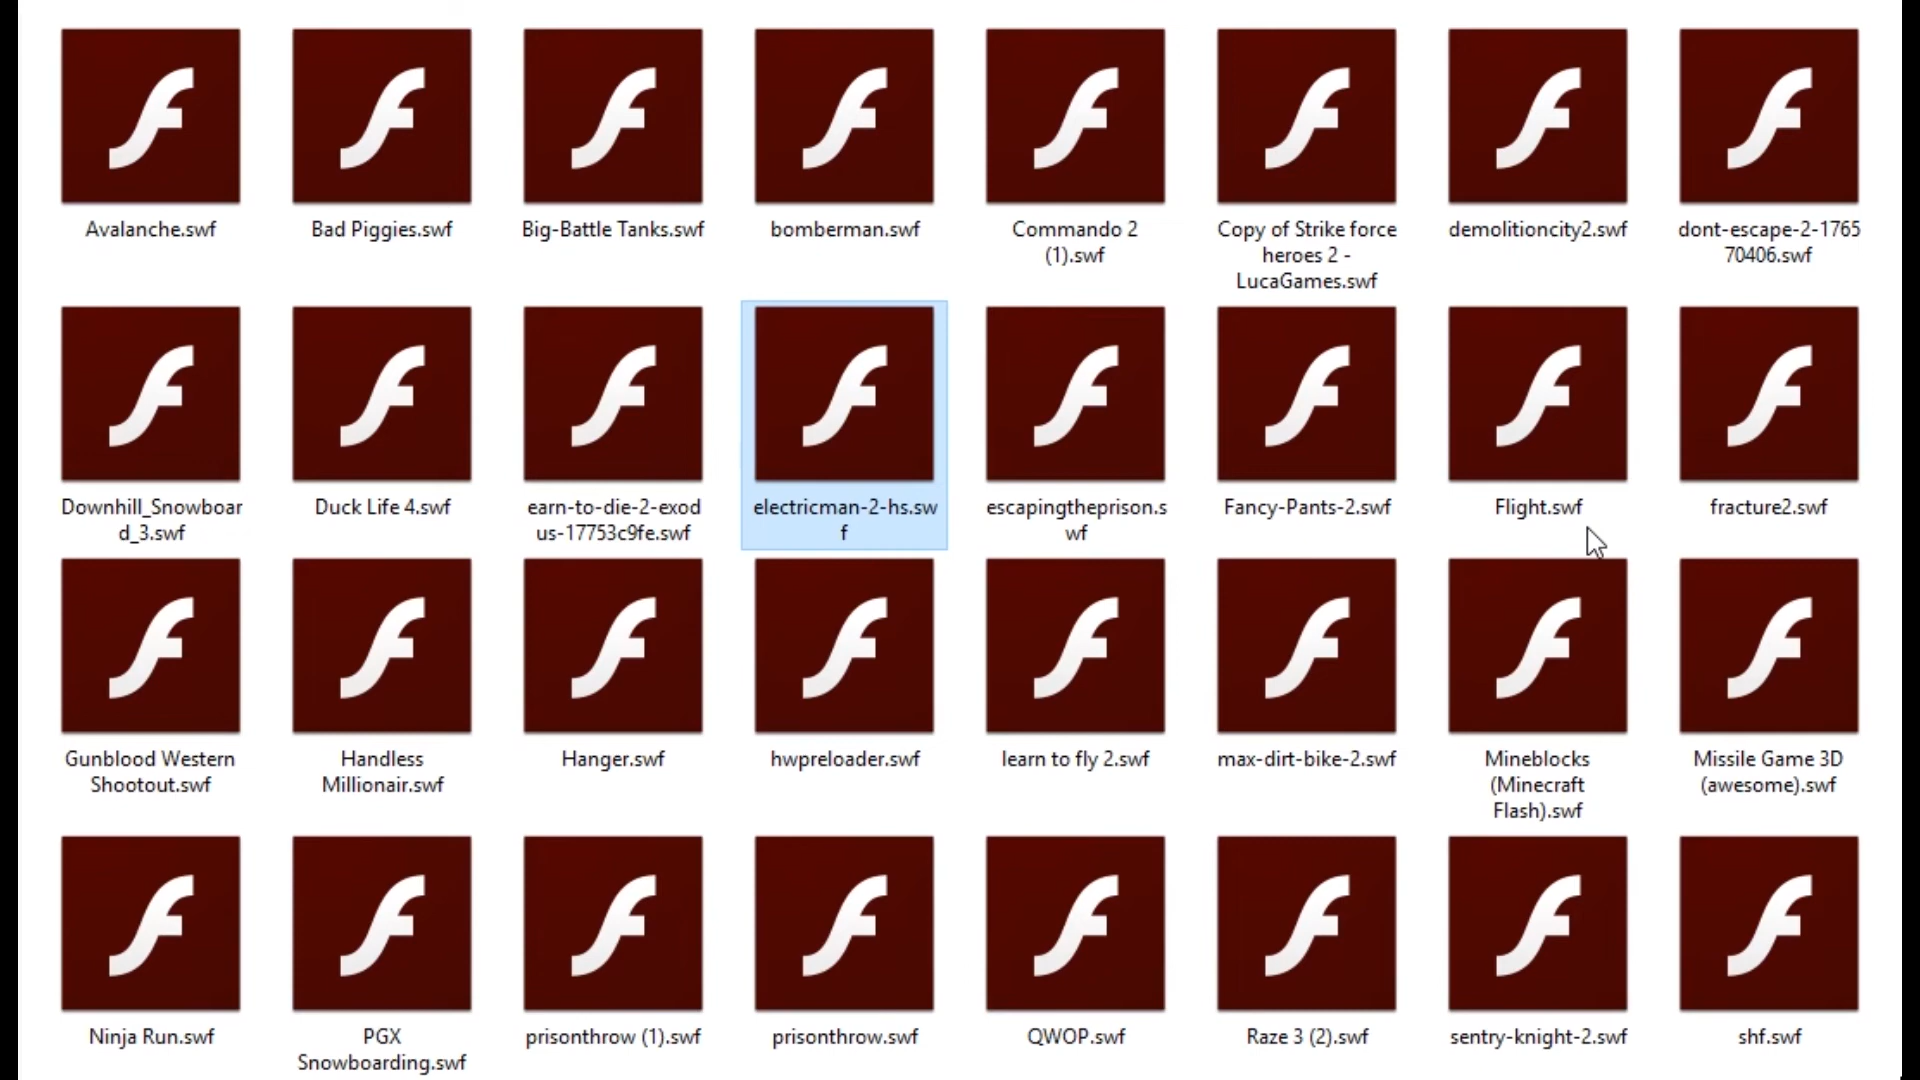 Avalanche.swf
Bad Piggies.swf
Big-Battle Tanks.swf
bomberman.swf
Commando 2
(1).swf
Copy of Strike force
heroes 2 -
LucaGames.swf
demolitioncity2.swf
dont-escape-2-1765
70406.swf
Downhill_Snowboar
d_3.swf
Duck Life 4.swf
earn-to-die-2-exod
us-17753c9fe.swf
electricman-2-hs.sw
f
escapingtheprison.s
wf
Fancy-Pants-2.swf
Flight.swf
fracture2.swf
Gunblood Western
Shootout.swf
Handless
Millionair.swf
Hanger.swf
hwpreloader.swf
learn to fly 2.swf
max-dirt-bike-2.swf
Mineblocks
(Minecraft
Flash).swf
Missile Game 3D
(awesome).swf
Ninja Run.swf
PGX
Snowboarding.swf
prisonthrow (1).swf
prisonthrow.swf
QWOP.swf
Raze 3 (2).swf
sentry-knight-2.swf
shf.swf